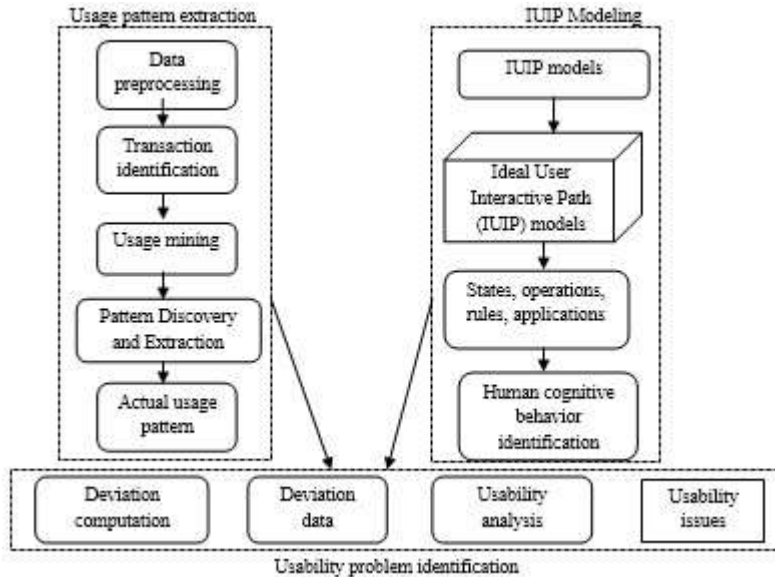 Usage pattern extraction
Data
preprocessing
Transaction
identification
Usage mining
Pattern Discovery
and Extraction
Actual usage
pattern
IUIP Modeling
IUIP models
Ideal User
Interactive Path
(IUIP) models
States, operations,
rules, applications
Human cognitive
behavior
identification
Deviation
computation
Deviation
data
Usability
analysis
Usability
issues
Usability problem identification